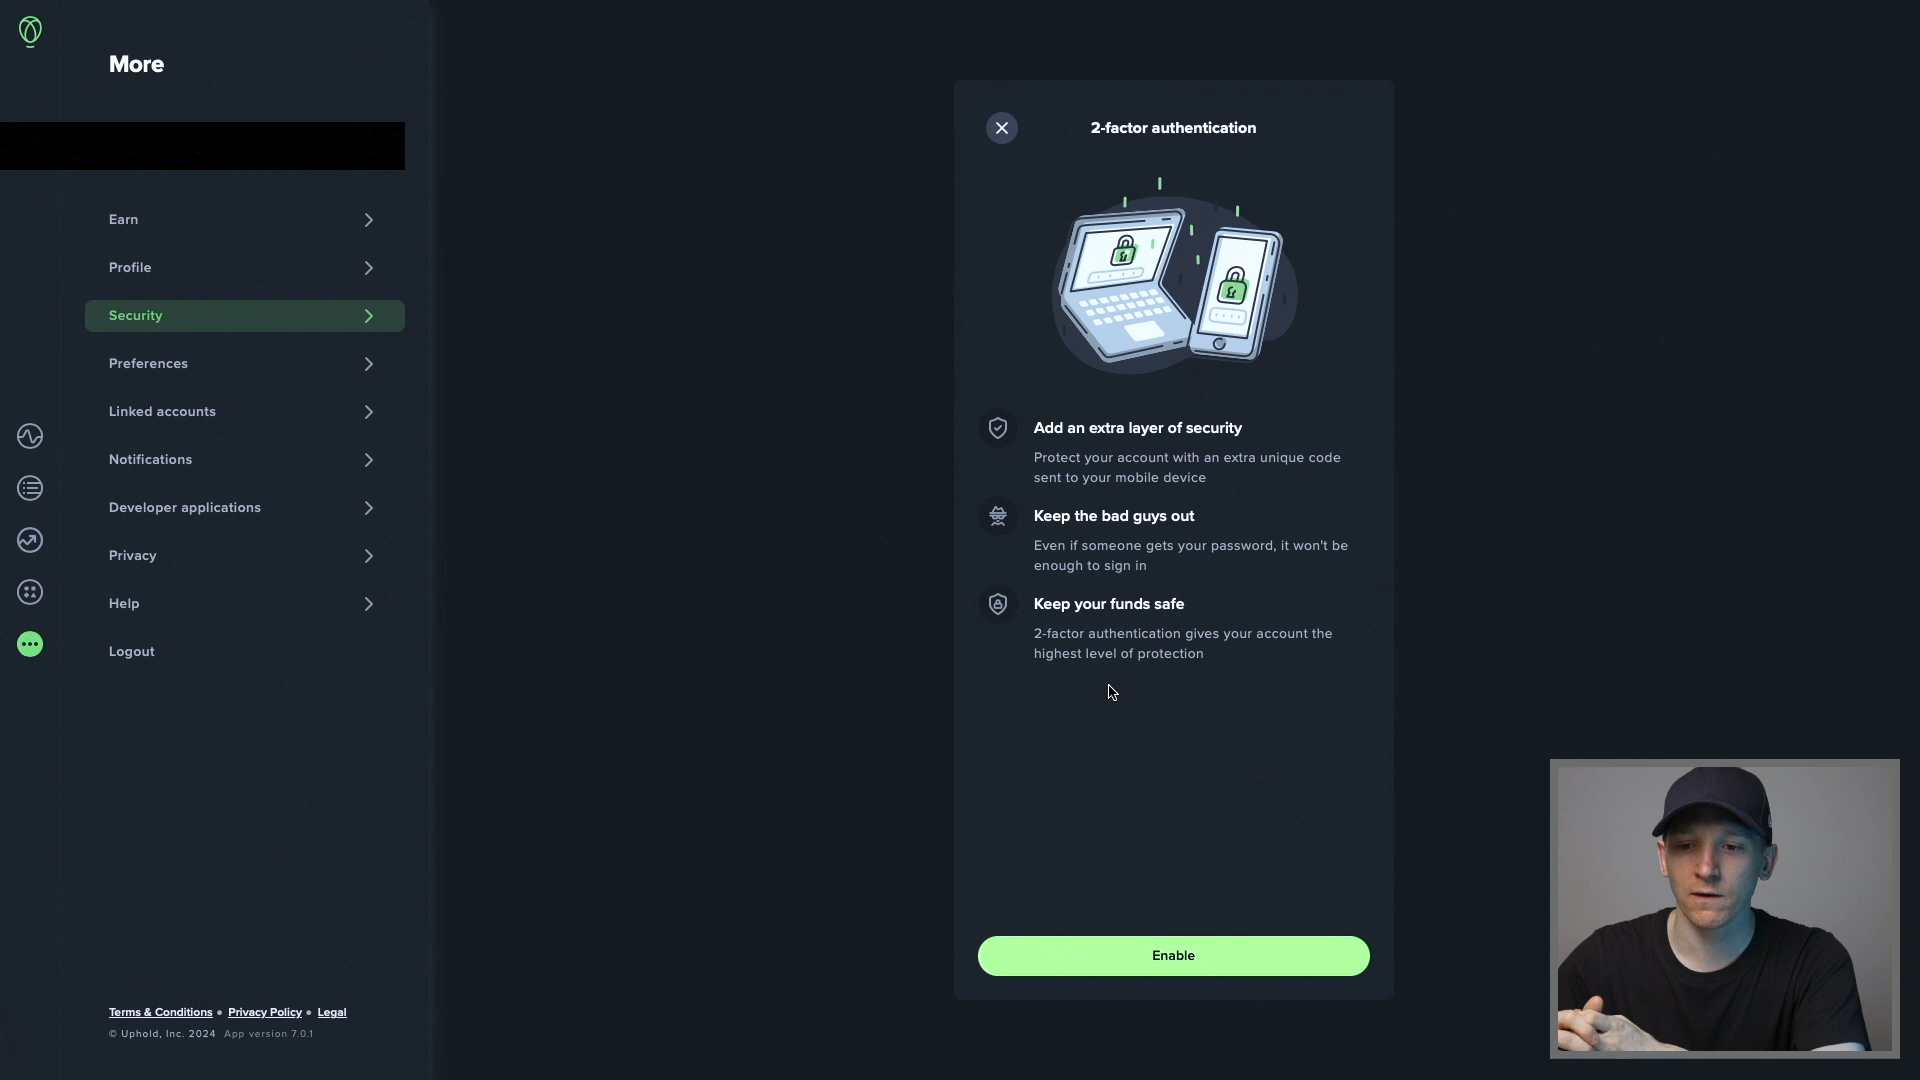 More
Earn
Profile
Security
Preferences
Linked accounts
Notifications
Developer applications
Privacy
Help
Logout
Terms & Conditions • Privacy Policy • Legal
© Uphold, Inc. 2024 App version 7.0.1
2-factor authentication
Add an extra layer of security
Protect your account with an extra unique code
sent to your mobile device
Keep the bad guys out
Even if someone gets your password, it won't be
enough to sign in
Keep your funds safe
2-factor authentication gives your account the
highest level of protection
Enable